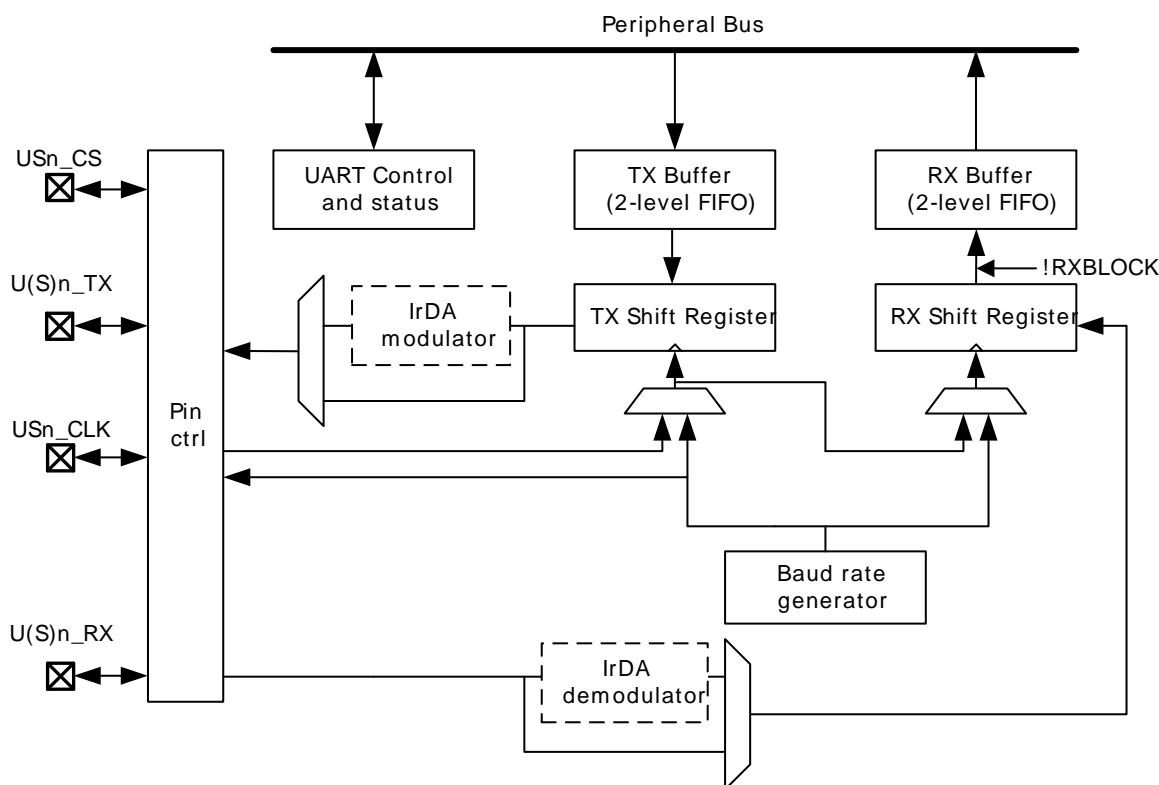 Peripheral Bus
USn_CS
UART Control
and status
TX Buffer
(2-level FIFO)
RX Buffer
(2-level FIFO)
!RXBLOCK
U(S)n_TX
IrDA
modulator
TX Shift Register
RX Shift Register
USn_CLK
Pin
ctrl
Baud rate
generator
U(S)n_RX
IrDA
demodulator